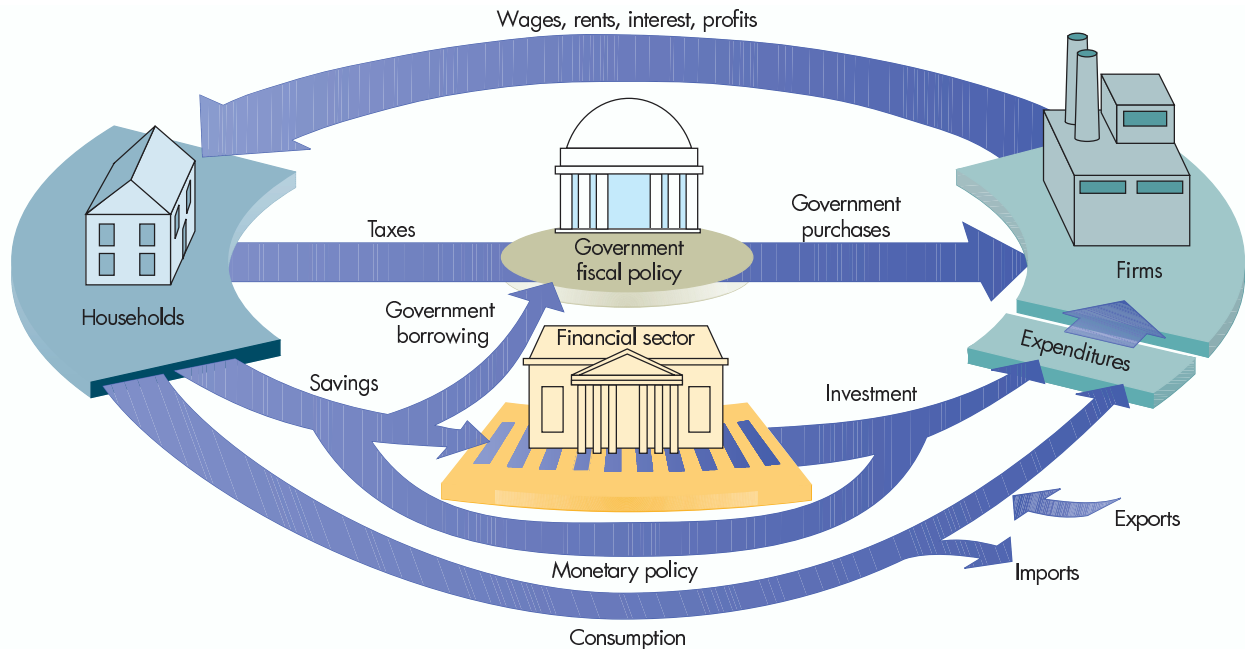 Wages, rents, interest, profits
Taxes
Government
purchases
Government
fiscal policy
Firms
Households
Government
borrowing
Financial sector
Expenditures
Savings
Investment
Exports
Imports
Monetary policy
Consumption